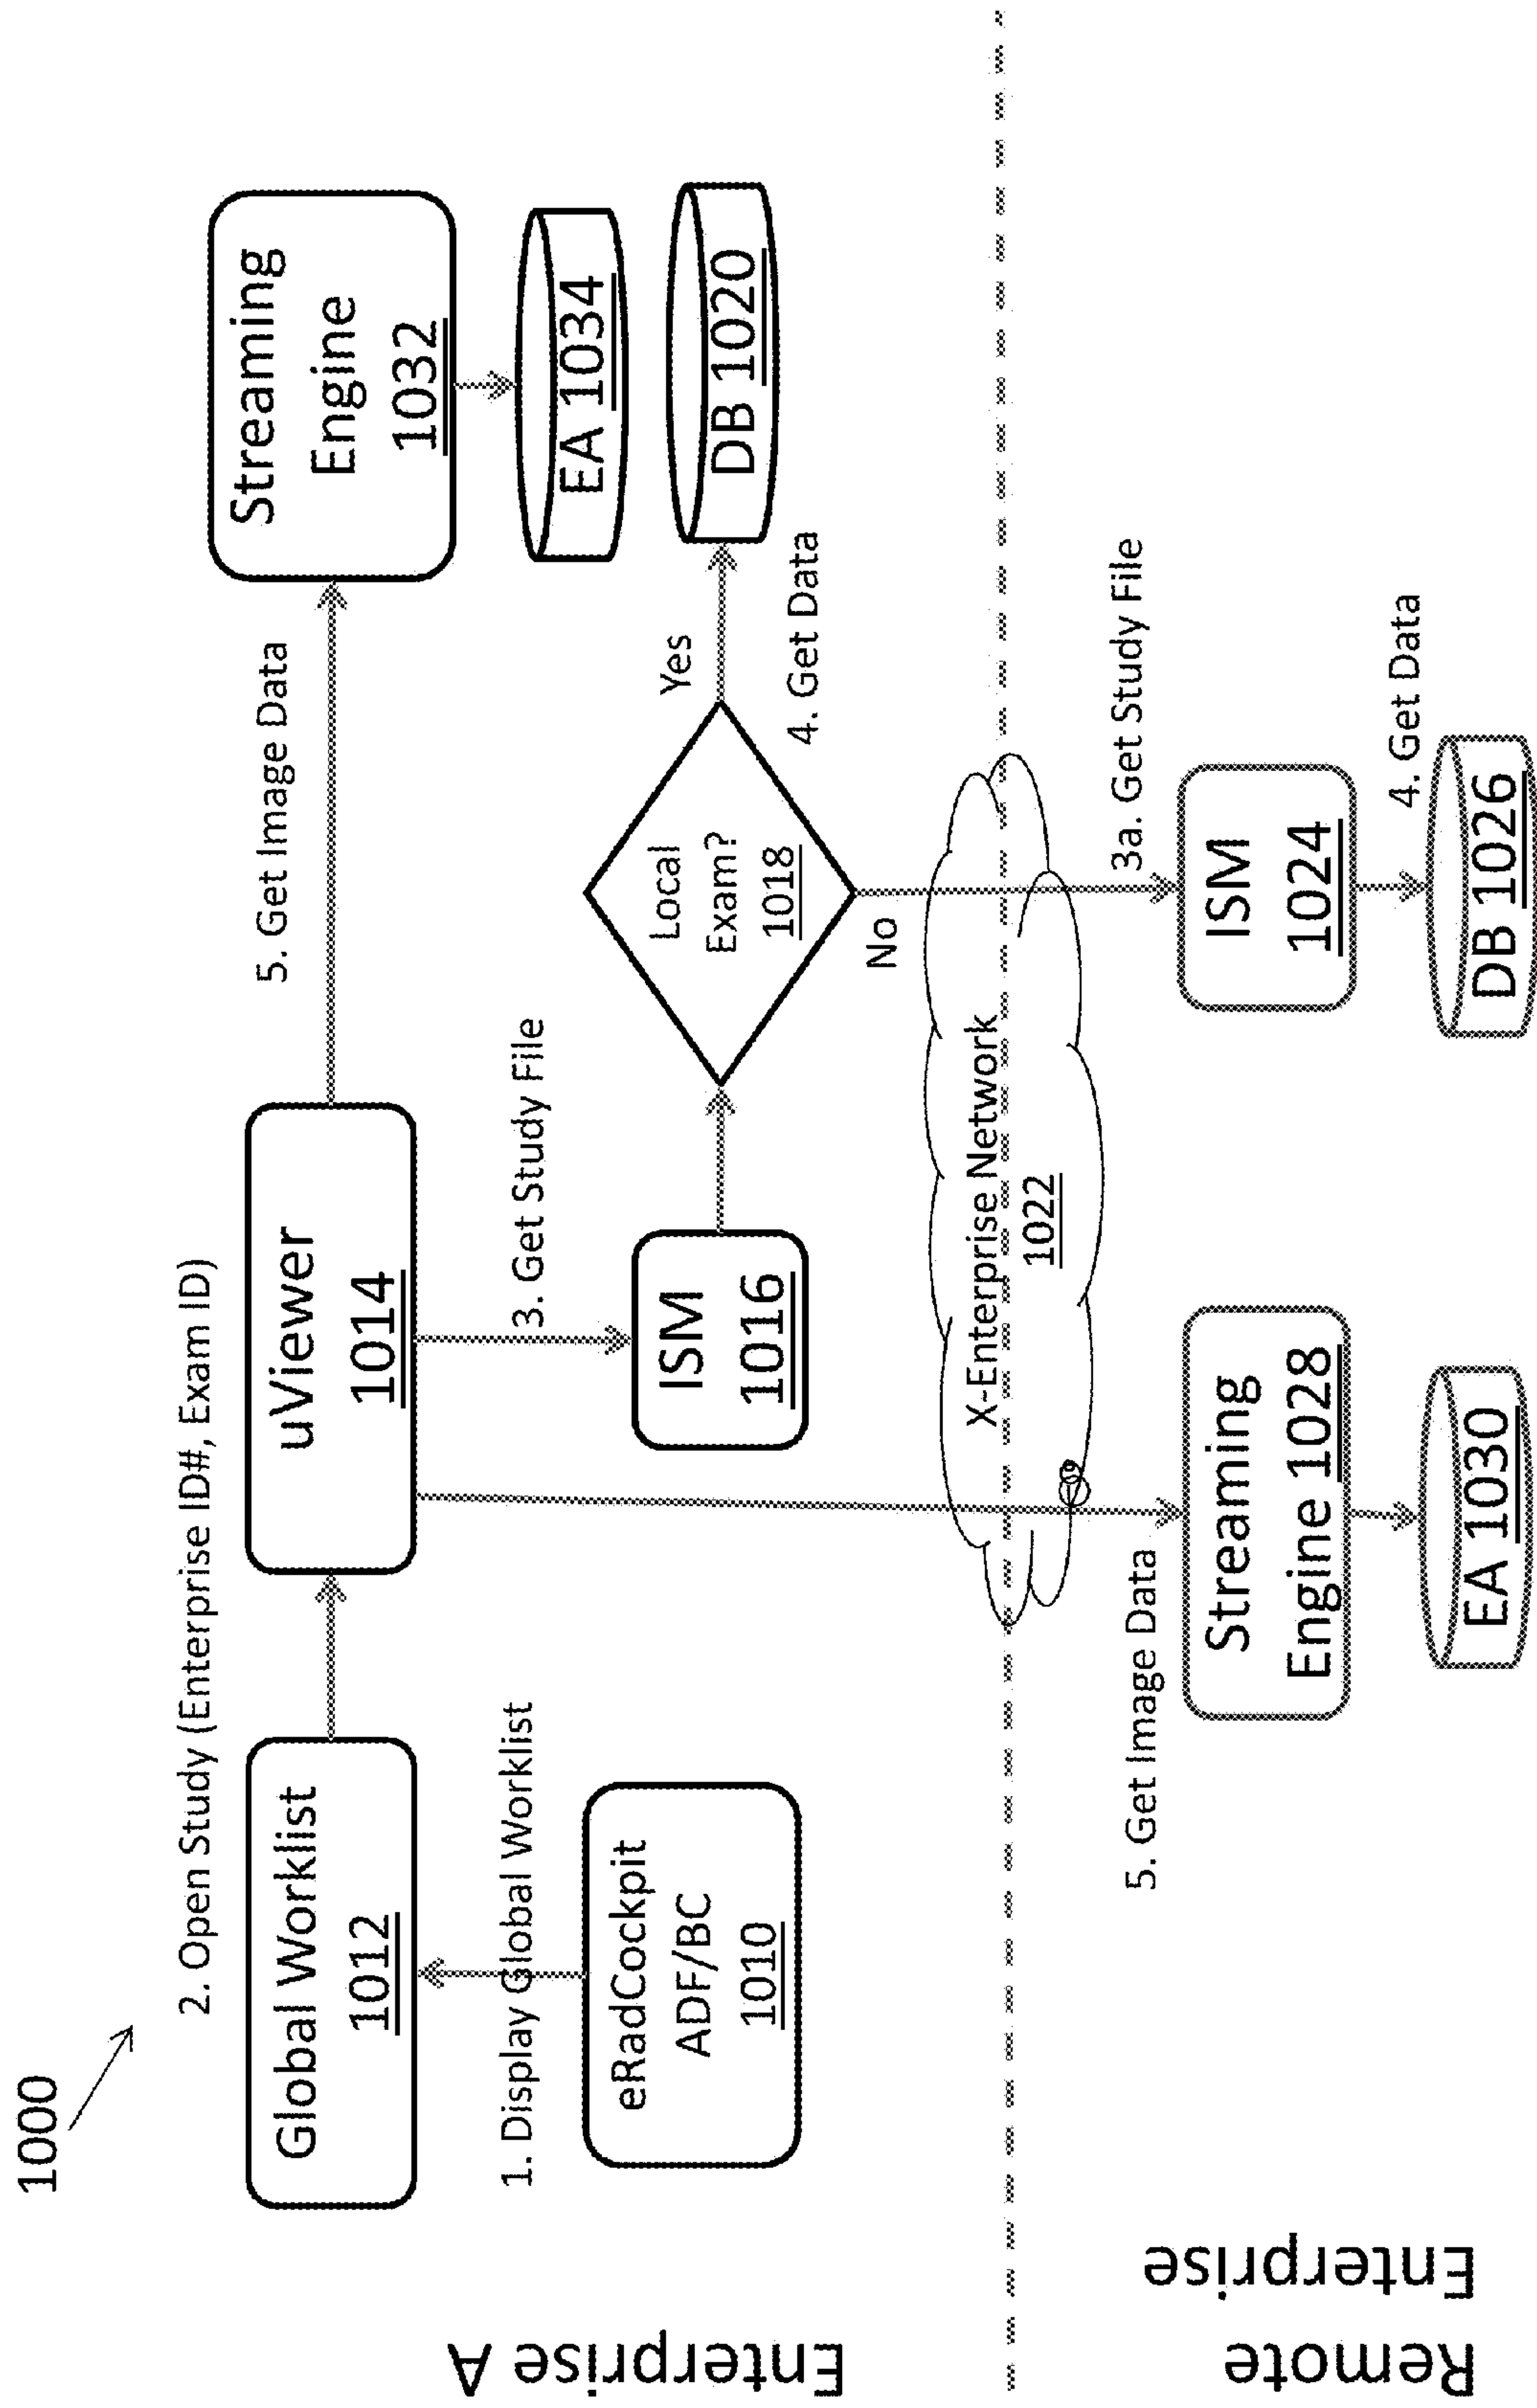 1000
2. Open Study (Enterprise ID#, Exam ID)
Global Worklist
1012
uViewer
1014
5. Get Image Data
Streaming
Engine
1032
1. Display Global Worklist
3. Get Study File
EA 1034
eRadCockpit
ADF/BC
1010
ISM
1016
Local
Exam?
1018
Yes
DB 1020
4. Get Data
No
Enterprise A
X-Enterprise Network
1022
5. Get Image Data
3a. Get Study File
Remote
Enterprise
Streaming
Engine 1028
ISM
1024
4. Get Data
EA 1030
DB 1026